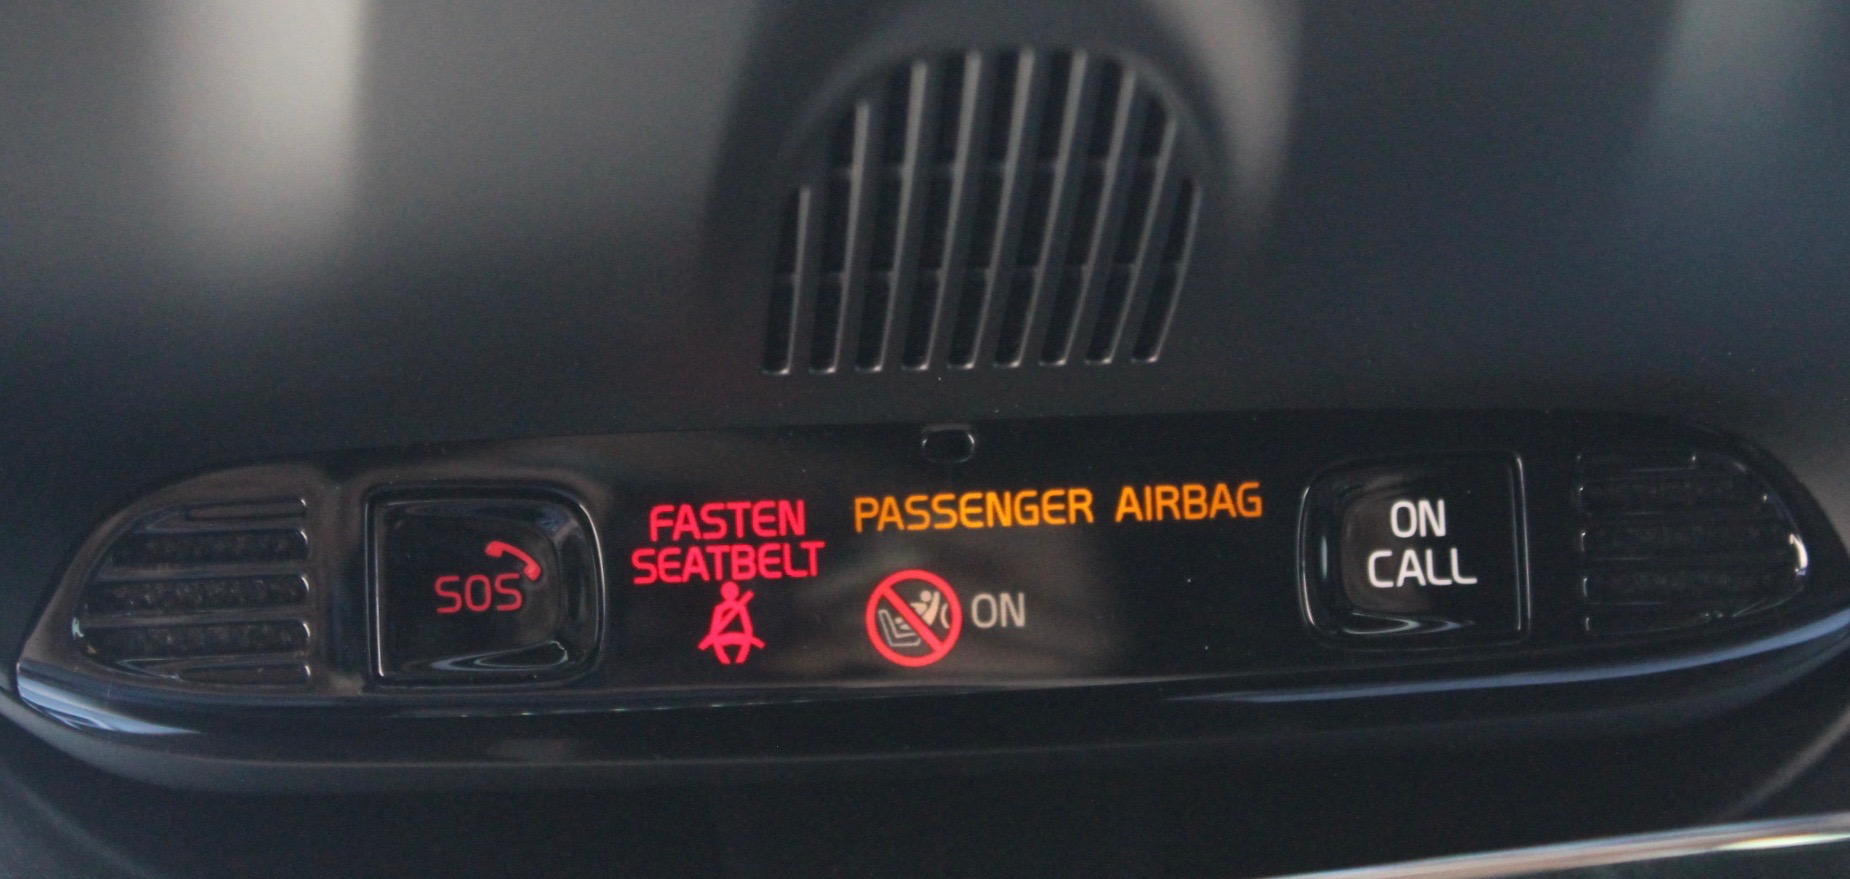 SOS
FASTEN
SEATBELT
PASSENGER AIRBAG
ON
ON
CALL